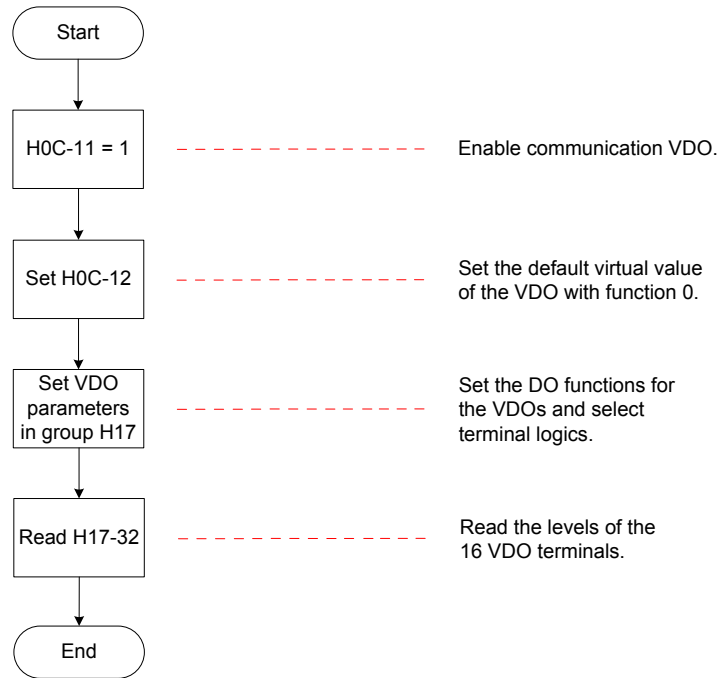 Start
H0C-11 = 1
Enable communication VDO.
Set H0C-12
Set the default virtual value
of the VDO with function 0.
Set VDO
parameters
in group H17
Set the DO functions for
the VDOs and select
terminal logics.
Read H17-32
Read the levels of the
16 VDO terminals.
End